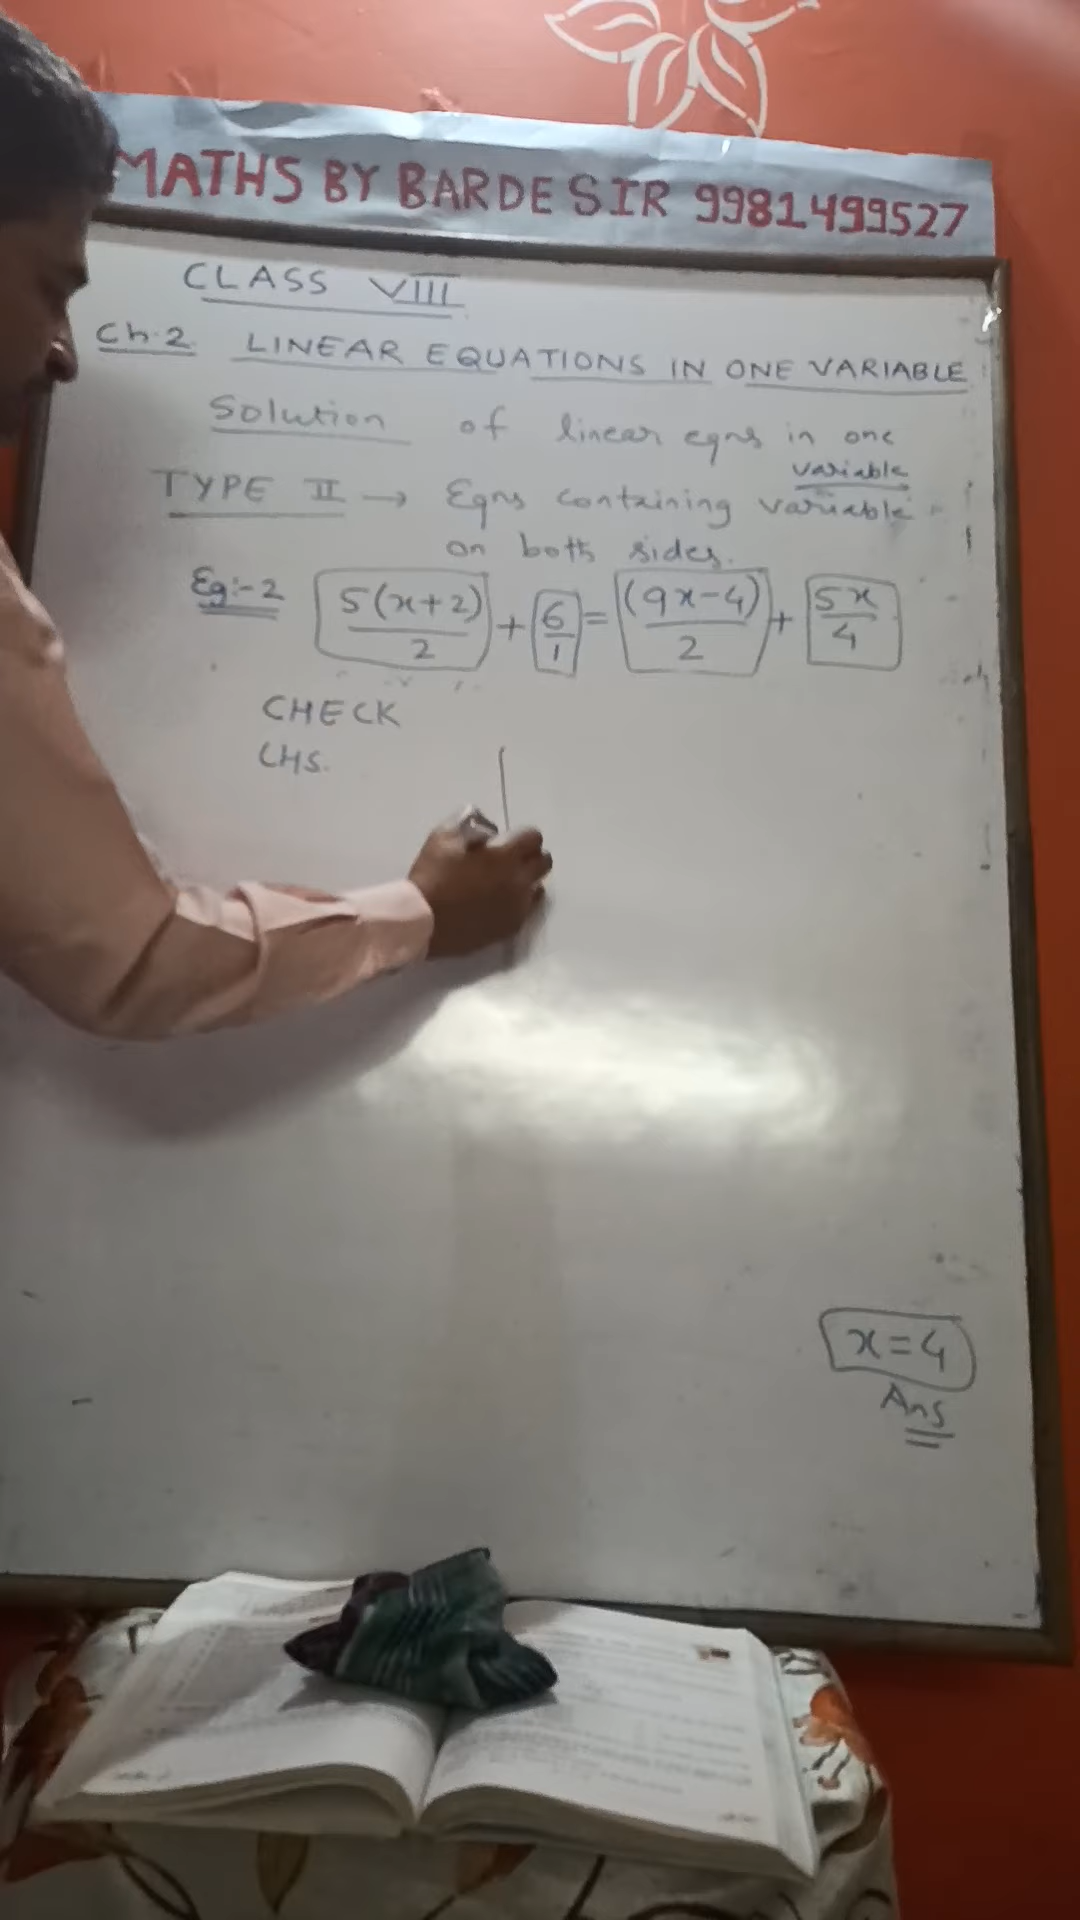 MATHS BY BARDE SIR 9981499527
CLASS VIII
Ch.2. LINEAR EQUATIONS IN ONE VARIABLE
Solution of linear eqns in one variable
TYPE II → Eqns containing variable
on both sides.
Eg:-2 5(x+2)/2 + 6/1 = (9x-4)/2 + 5x/4
CHECK
LHS.
x=4
Ans